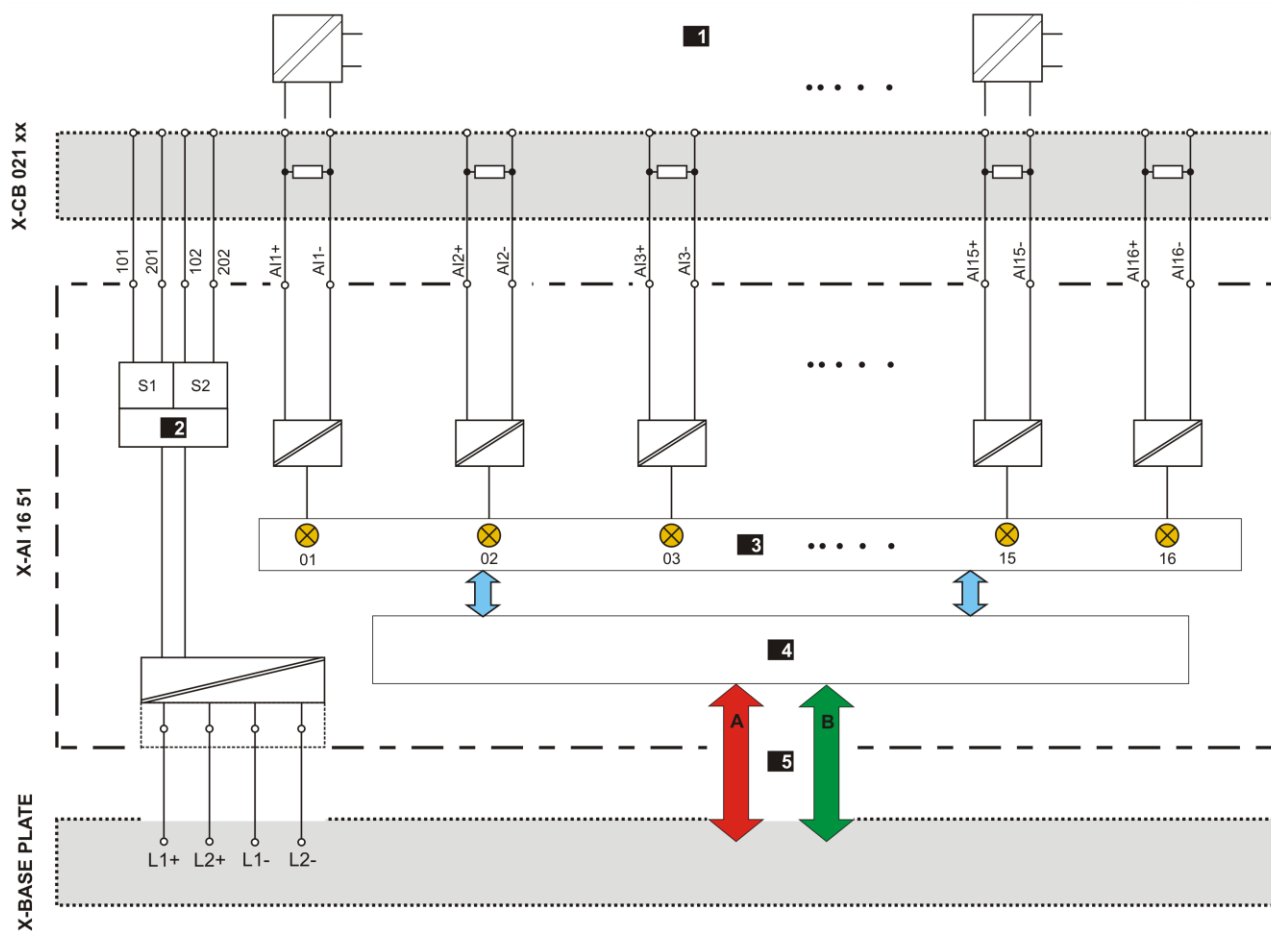 1
X-CB 021 xx
101
201
102
202
AI1+
AI1-
AI2+
AI2-
AI3+
AI3-
AI15+
AI15-
AI16+
AI16-
X-AI 16 51
S1
S2
2
3
01
02
03
15
16
4
A
B
5
X-BASE PLATE
L1+
L2+
L1-
L2-